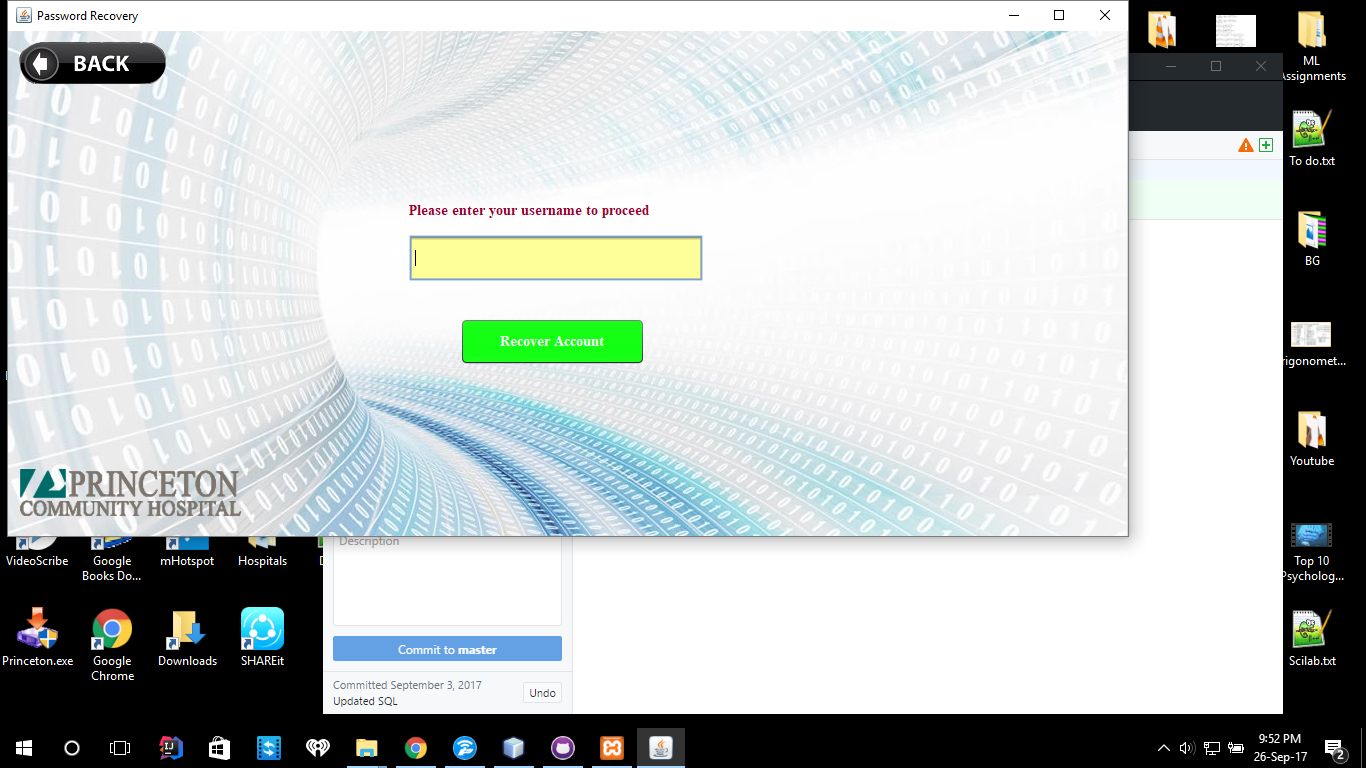 Password Recovery
BACK
Please enter your username to proceed
Recover Account
PRINCETON
COMMUNITY HOSPITAL
ML
Assignments
To do.txt
BG
rigonomet...
Youtube
Top 10
Psycholog...
Scilab.txt
VideoScribe
Google
Books Do...
mHotspot
Hospitals
Princeton.exe
Google
Chrome
Downloads
SHAREit
Description
Commit to master
Committed September 3, 2017
Updated SQL
Undo
9:52 PM
26-Sep-17
2